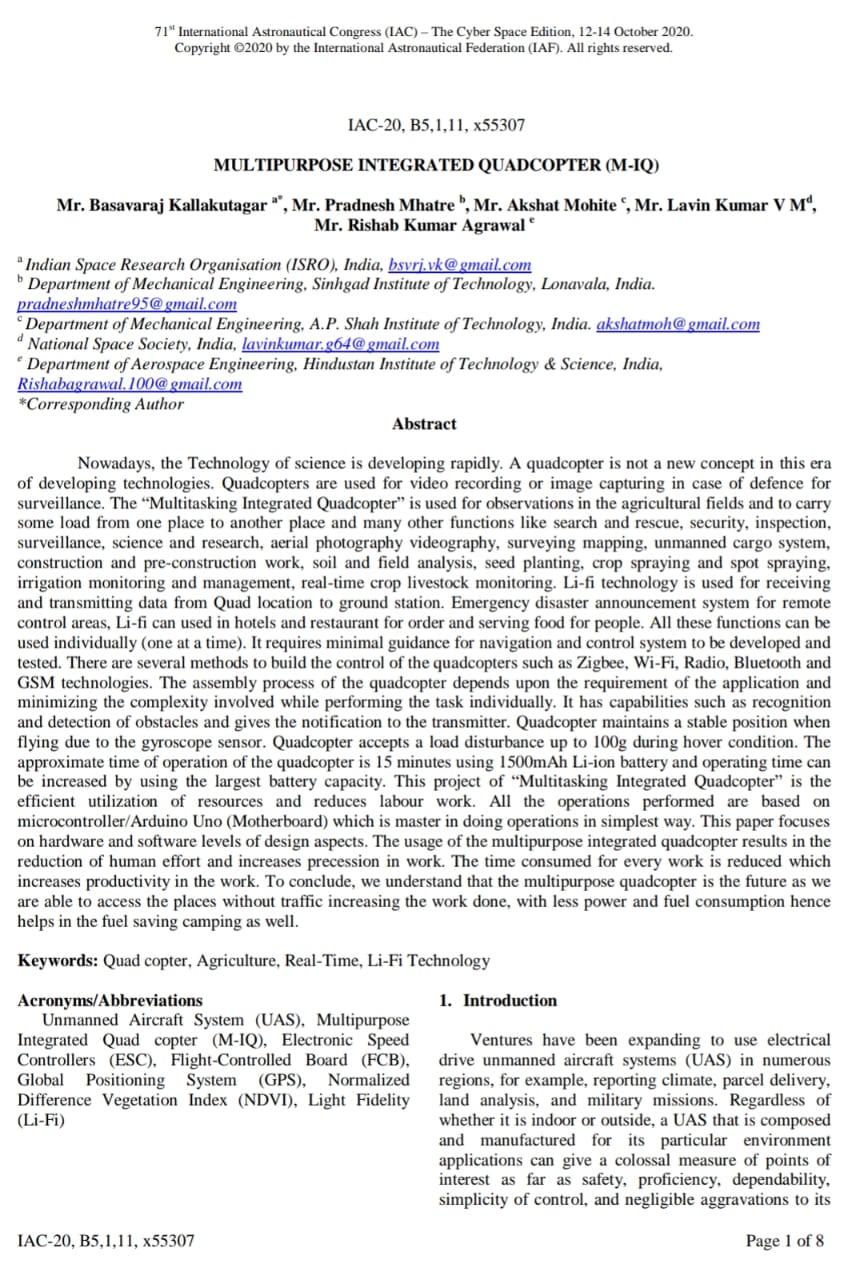 71st International Astronautical Congress (IAC) – The Cyber Space Edition, 12-14 October 2020.
Copyright ©2020 by the International Astronautical Federation (IAF). All rights reserved.
IAC-20, B5,1,11, x55307
MULTIPURPOSE INTEGRATED QUADCOPTER (M-IQ)
Mr. Basavaraj Kallakutagar a*, Mr. Pradnesh Mhatre b, Mr. Akshat Mohite c, Mr. Lavin Kumar V Md,
Mr. Rishab Kumar Agrawal e
a Indian Space Research Organisation (ISRO), India, bsvrj.vk@gmail.com
b Department of Mechanical Engineering, Sinhgad Institute of Technology, Lonavala, India.
pradneshmhatre95@gmail.com
c Department of Mechanical Engineering, A.P. Shah Institute of Technology, India. akshatmoh@gmail.com
d National Space Society, India, lavinkumar.g64@gmail.com
e Department of Aerospace Engineering, Hindustan Institute of Technology & Science, India,
Rishabagrawal.100@gmail.com
*Corresponding Author
Abstract
Nowadays, the Technology of science is developing rapidly. A quadcopter is not a new concept in this era
of developing technologies. Quadcopters are used for video recording or image capturing in case of defence for
surveillance. The “Multitasking Integrated Quadcopter” is used for observations in the agricultural fields and to carry
some load from one place to another place and many other functions like search and rescue, security, inspection,
surveillance, science and research, aerial photography videography, surveying mapping, unmanned cargo system,
construction and pre-construction work, soil and field analysis, seed planting, crop spraying and spot spraying,
irrigation monitoring and management, real-time crop livestock monitoring. Li-fi technology is used for receiving
and transmitting data from Quad location to ground station. Emergency disaster announcement system for remote
control areas, Li-fi can used in hotels and restaurant for order and serving food for people. All these functions can be
used individually (one at a time). It requires minimal guidance for navigation and control system to be developed and
tested. There are several methods to build the control of the quadcopters such as Zigbee, Wi-Fi, Radio, Bluetooth and
GSM technologies. The assembly process of the quadcopter depends upon the requirement of the application and
minimizing the complexity involved while performing the task individually. It has capabilities such as recognition
and detection of obstacles and gives the notification to the transmitter. Quadcopter maintains a stable position when
flying due to the gyroscope sensor. Quadcopter accepts a load disturbance up to 100g during hover condition. The
approximate time of operation of the quadcopter is 15 minutes using 1500mAh Li-ion battery and operating time can
be increased by using the largest battery capacity. This project of “Multitasking Integrated Quadcopter” is the
efficient utilization of resources and reduces labour work. All the operations performed are based on
microcontroller/Arduino Uno (Motherboard) which is master in doing operations in simplest way. This paper focuses
on hardware and software levels of design aspects. The usage of the multipurpose integrated quadcopter results in the
reduction of human effort and increases precession in work. The time consumed for every work is reduced which
increases productivity in the work. To conclude, we understand that the multipurpose quadcopter is the future as we
are able to access the places without traffic increasing the work done, with less power and fuel consumption hence
helps in the fuel saving camping as well.
Keywords: Quad copter, Agriculture, Real-Time, Li-Fi Technology
Acronyms/Abbreviations
Unmanned Aircraft System (UAS), Multipurpose
Integrated Quad copter (M-IQ), Electronic Speed
Controllers (ESC), Flight-Controlled Board (FCB),
Global Positioning System (GPS), Normalized
Difference Vegetation Index (NDVI), Light Fidelity
(Li-Fi)
1. Introduction
Ventures have been expanding to use electrical
drive unmanned aircraft systems (UAS) in numerous
regions, for example, reporting climate, parcel delivery,
land analysis, and military missions. Regardless of
whether it is indoor or outside, a UAS that is composed
and manufactured for its particular environment
applications can give a colossal measure of points of
interest as far as safety, proficiency, dependability,
simplicity of control, and negligible aggravations to its
IAC-20, B5,1,11, x55307
Page 1 of 8